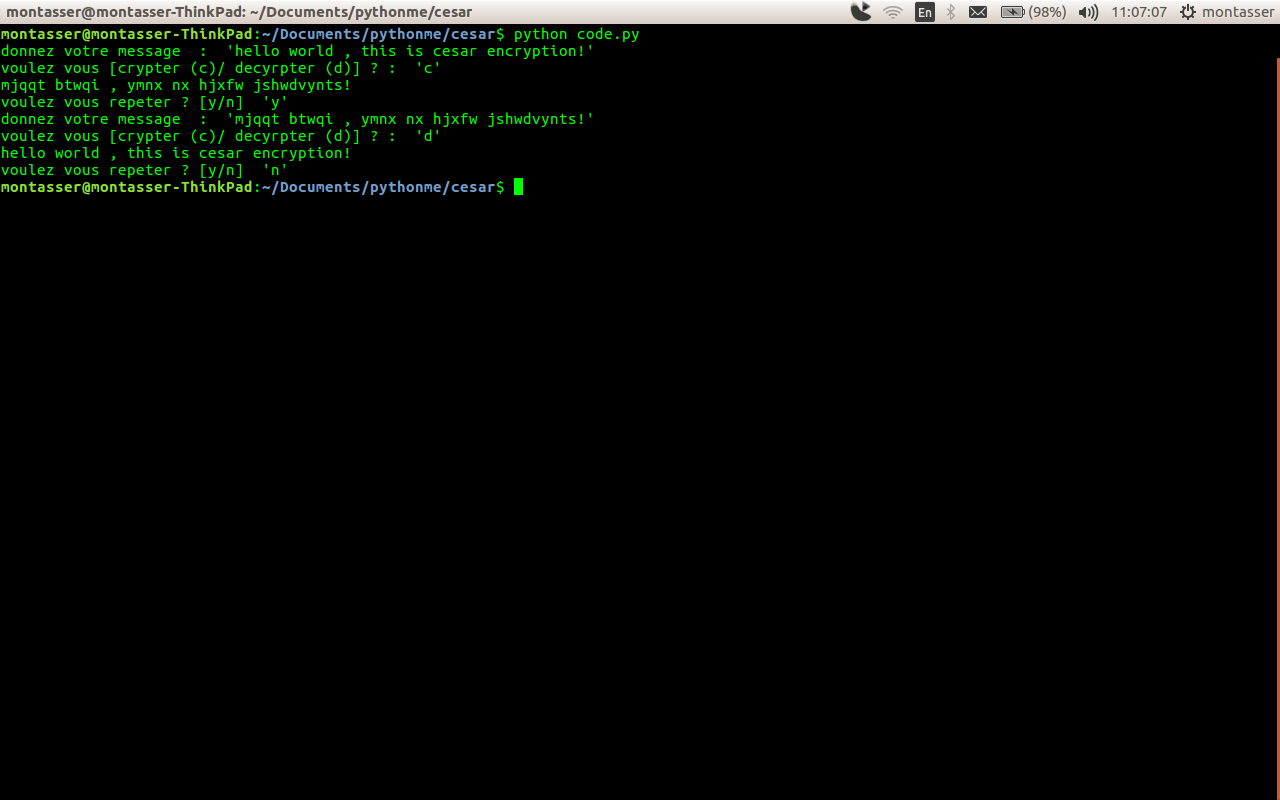 montasser@montasser-ThinkPad: ~/Documents/pythonme/cesar En (98%) 11:07:07 montasser
montasser@montasser-ThinkPad:~/Documents/pythonme/cesar$ python code.py
donnez votre message  :  'hello world , this is cesar encryption!'
voulez vous [crypter (c)/ decyrpter (d)] ? :  'c'
mjqqt btwqi , ymnx nx hjxfw jshwdvynts!
voulez vous repeter ? [y/n]  'y'
donnez votre message  :  'mjqqt btwqi , ymnx nx hjxfw jshwdvynts!'
voulez vous [crypter (c)/ decyrpter (d)] ? :  'd'
hello world , this is cesar encryption!
voulez vous repeter ? [y/n]  'n'
montasser@montasser-ThinkPad:~/Documents/pythonme/cesar$